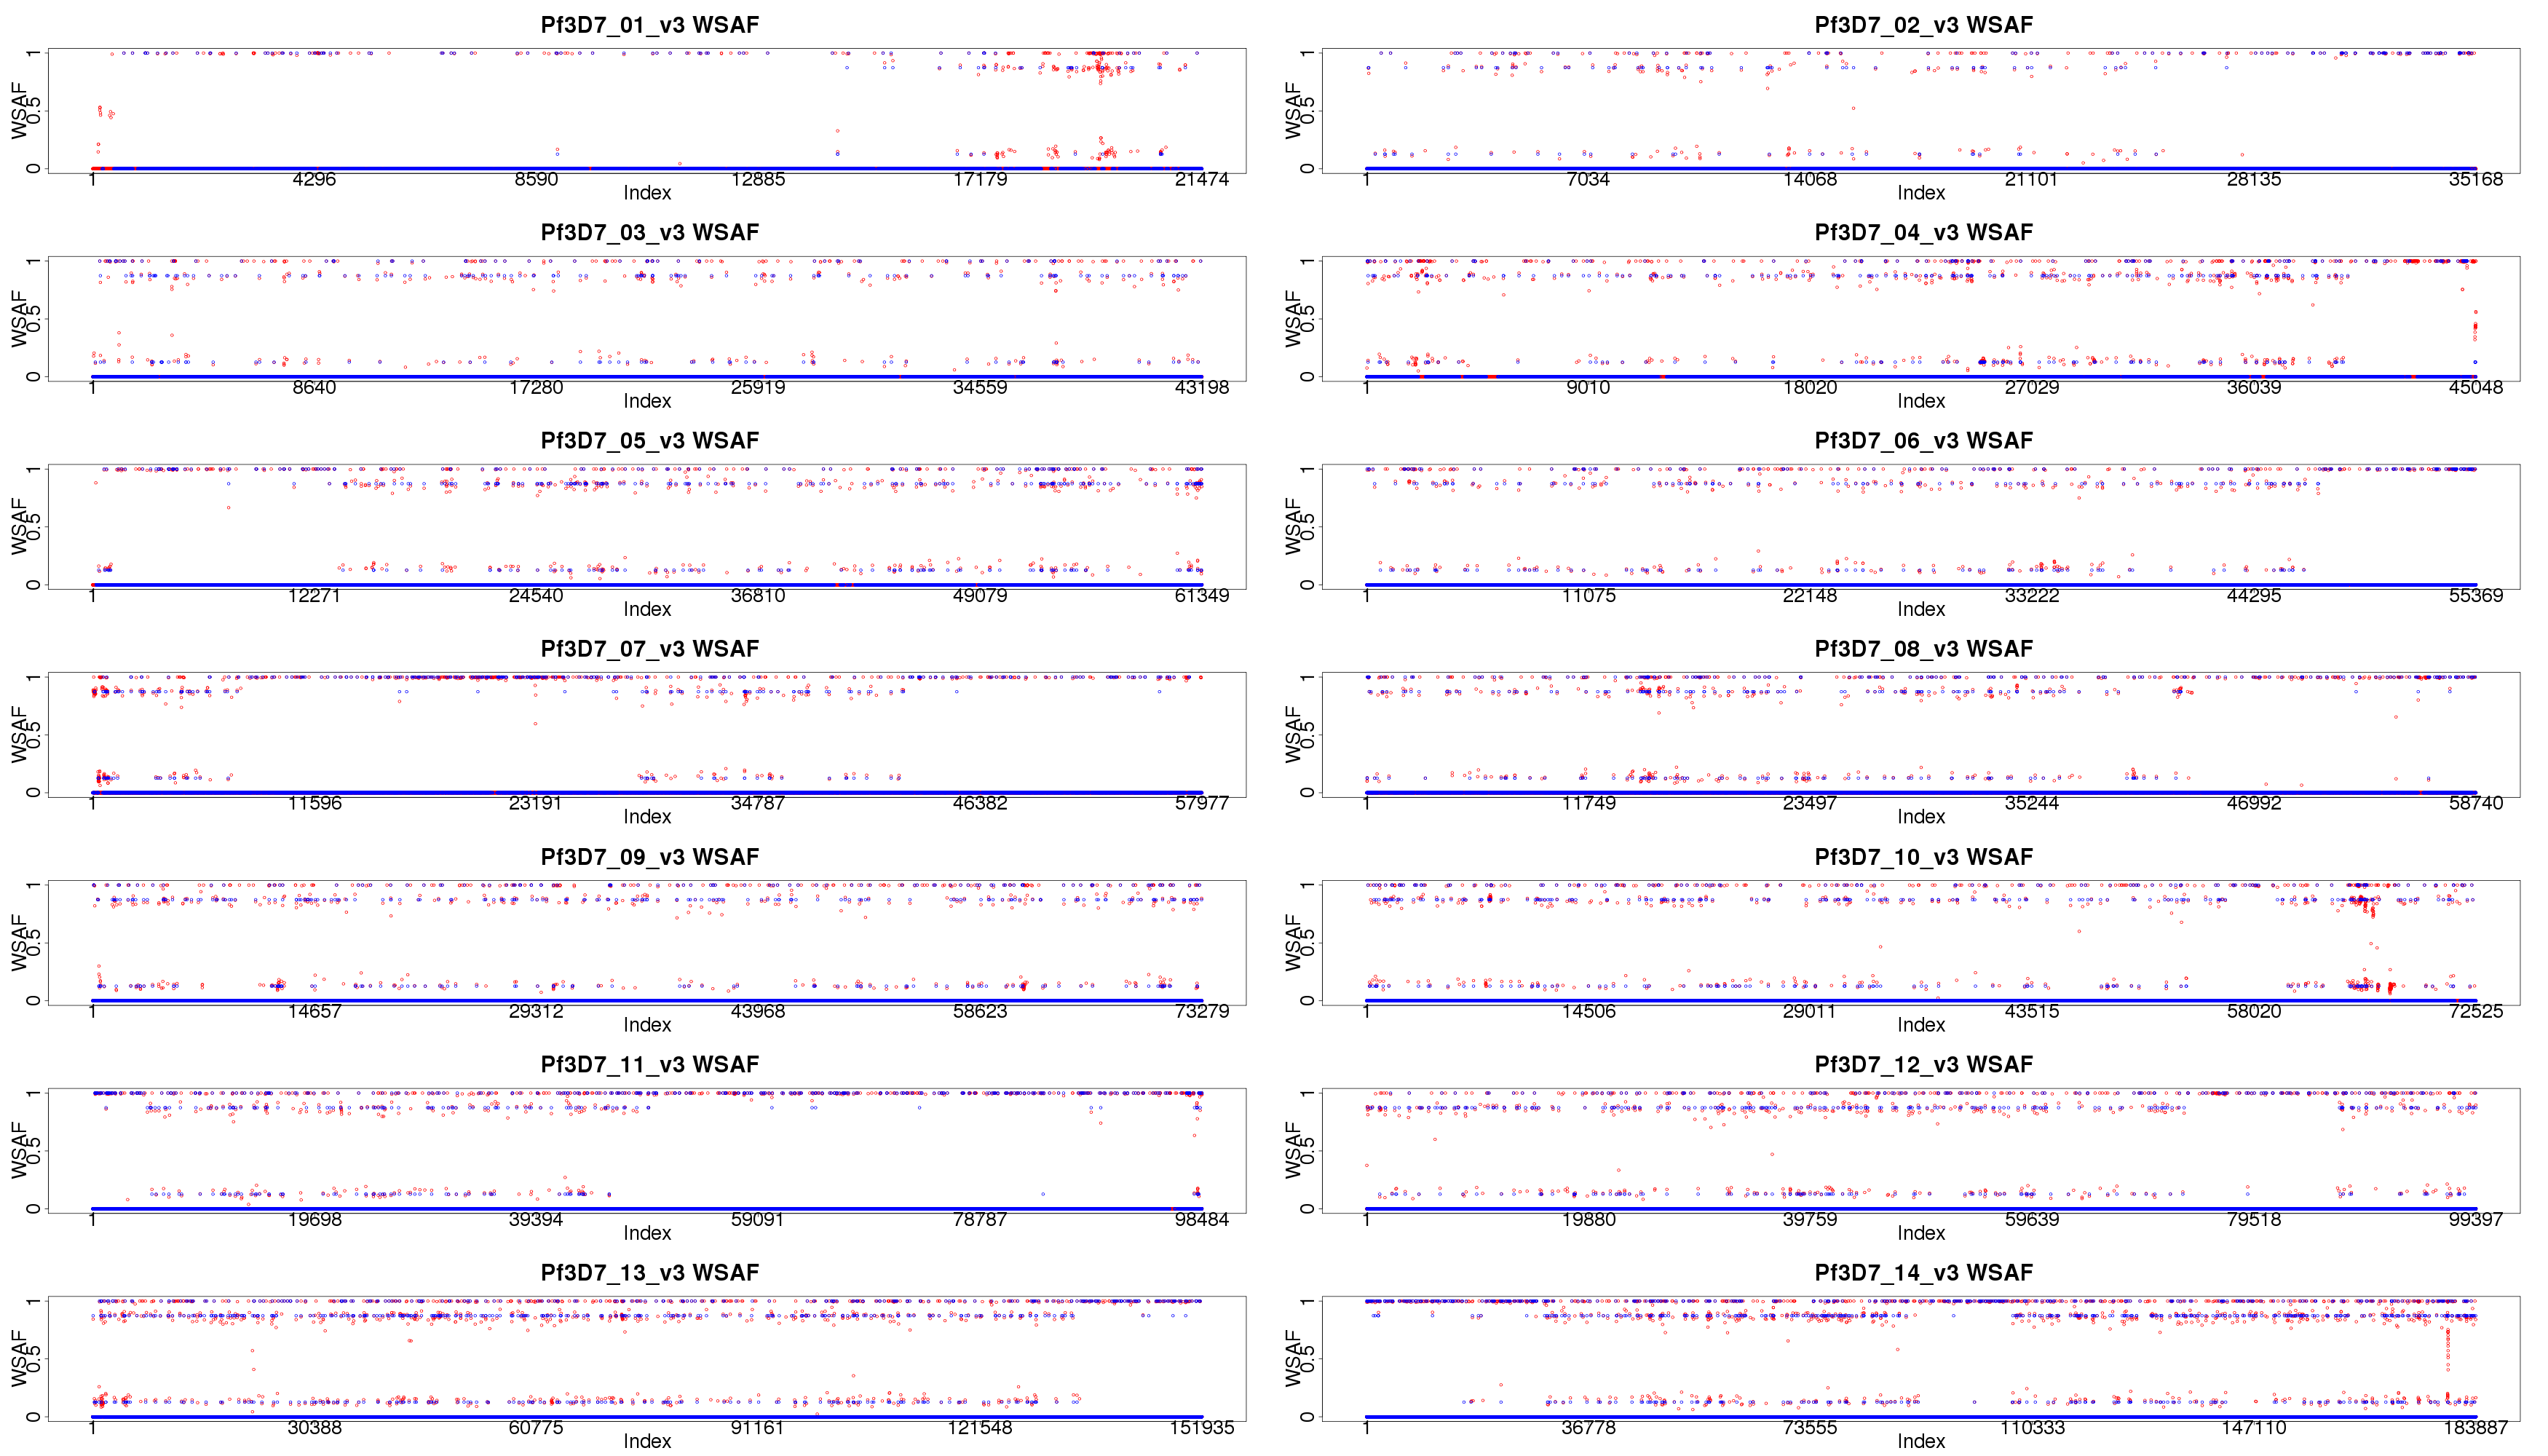 Pf3D7_01_v3 WSAF
WSAF
0 0.5 1
1 4296 8590 12885 17179 21474
Index
Pf3D7_02_v3 WSAF
WSAF
0 0.5 1
1 7034 14068 21101 28135 35168
Index
Pf3D7_03_v3 WSAF
WSAF
0 0.5 1
1 8640 17280 25919 34559 43198
Index
Pf3D7_04_v3 WSAF
WSAF
0 0.5 1
1 9010 18020 27029 36039 45048
Index
Pf3D7_05_v3 WSAF
WSAF
0 0.5 1
1 12271 24540 36810 49079 61349
Index
Pf3D7_06_v3 WSAF
WSAF
0 0.5 1
1 11075 22148 33222 44295 55369
Index
Pf3D7_07_v3 WSAF
WSAF
0 0.5 1
1 11596 23191 34787 46382 57977
Index
Pf3D7_08_v3 WSAF
WSAF
0 0.5 1
1 11749 23497 35244 46992 58740
Index
Pf3D7_09_v3 WSAF
WSAF
0 0.5 1
1 14657 29312 43968 58623 73279
Index
Pf3D7_10_v3 WSAF
WSAF
0 0.5 1
1 14506 29011 43515 58020 72525
Index
Pf3D7_11_v3 WSAF
WSAF
0 0.5 1
1 19698 39394 59091 78787 98484
Index
Pf3D7_12_v3 WSAF
WSAF
0 0.5 1
1 19880 39759 59639 79518 99397
Index
Pf3D7_13_v3 WSAF
WSAF
0 0.5 1
1 30388 60775 91161 121548 151935
Index
Pf3D7_14_v3 WSAF
WSAF
0 0.5 1
1 36778 73555 110333 147110 183887
Index